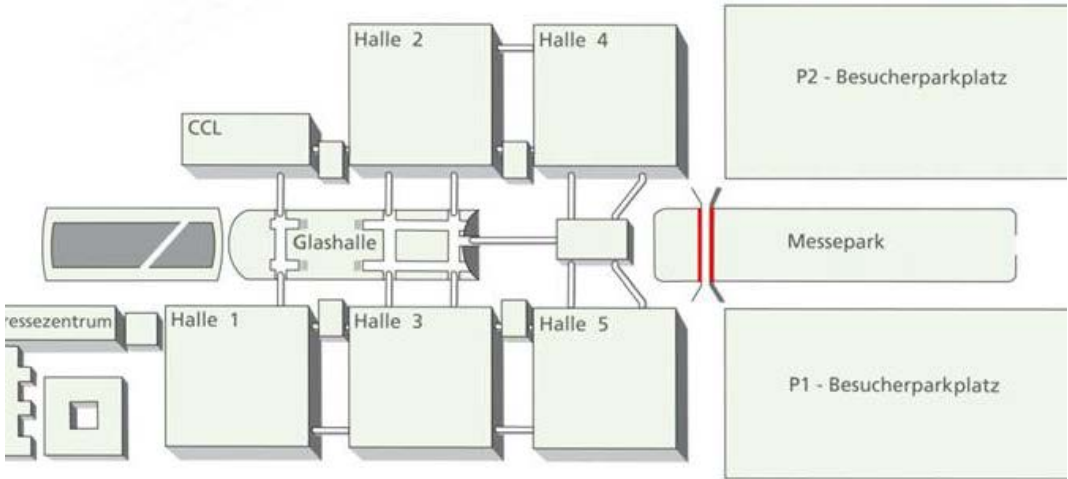 Halle 2
Halle 4
P2 - Besucherparkplatz
CCL
Glashalle
Messepark
ressezentrum
Halle 1
Halle 3
Halle 5
P1 - Besucherparkplatz